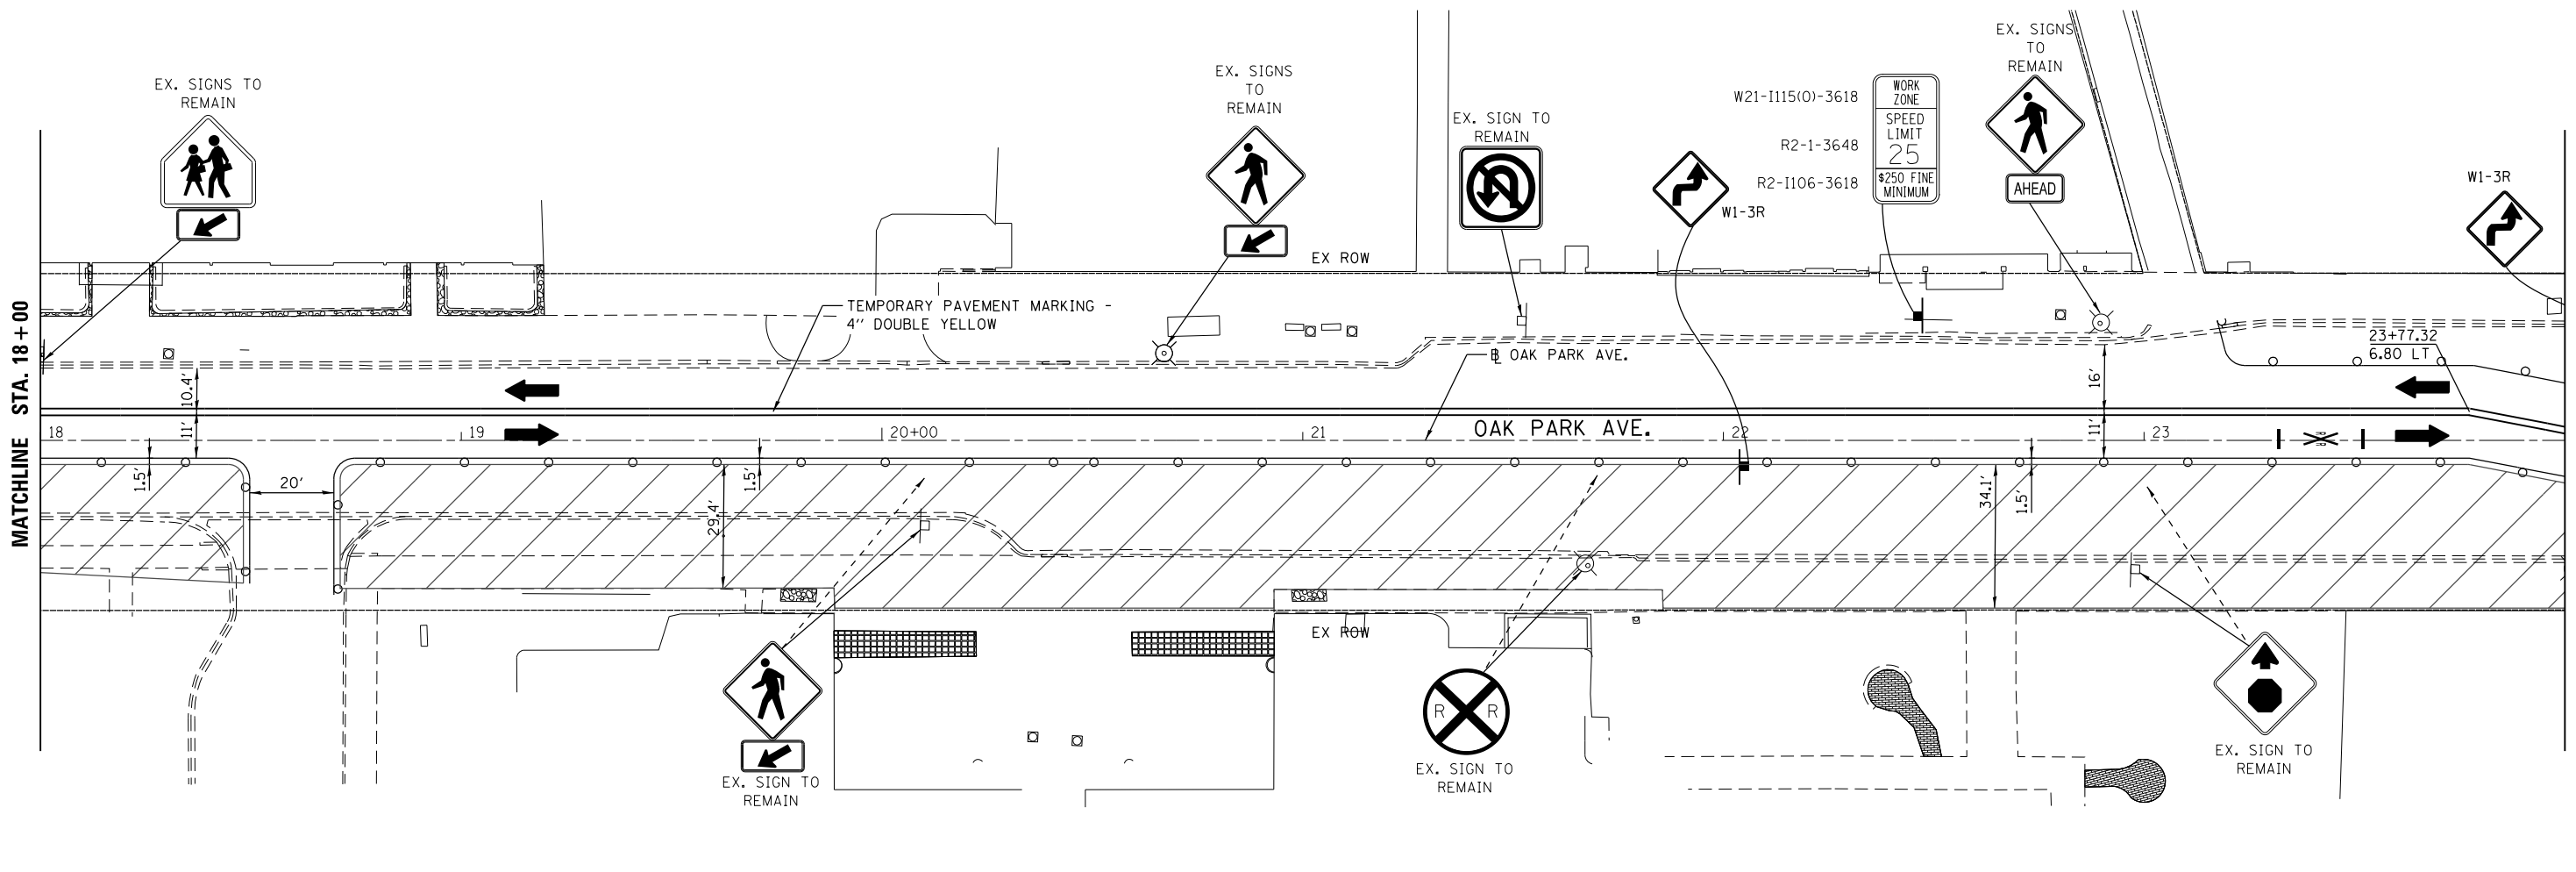 EX. SIGNS TO
REMAIN
EX. SIGNS
TO
REMAIN
EX. SIGN TO
REMAIN
W1-3R
W21-I115(O)-3618
R2-1-3648
R2-I106-3618
WORK
ZONE
SPEED
LIMIT
25
$250 FINE
MINIMUM
EX. SIGNS
TO
REMAIN
AHEAD
W1-3R
EX ROW
TEMPORARY PAVEMENT MARKING -
4" DOUBLE YELLOW
℄ OAK PARK AVE.
23+77.32
6.80 LT
MATCHLINE STA. 18+00
10.4'
11'
16'
11'
18
19
20+00
21
OAK PARK AVE.
22
23
R R
1.5'
20'
1.5'
29.4'
34.1'
1.5'
EX ROW
EX. SIGN TO
REMAIN
R R
EX. SIGN TO
REMAIN
EX. SIGN TO
REMAIN